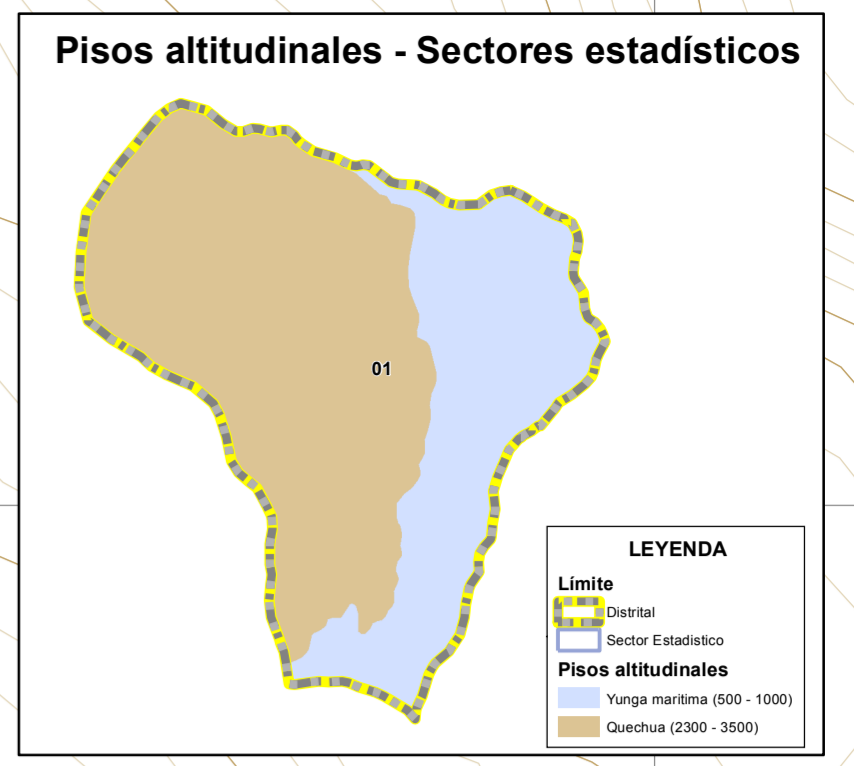 Pisos altitudinales - Sectores estadísticos
01
LEYENDA
Límite
Distrital
Sector Estadistico
Pisos altitudinales
Yunga maritima (500 - 1000)
Quechua (2300 - 3500)